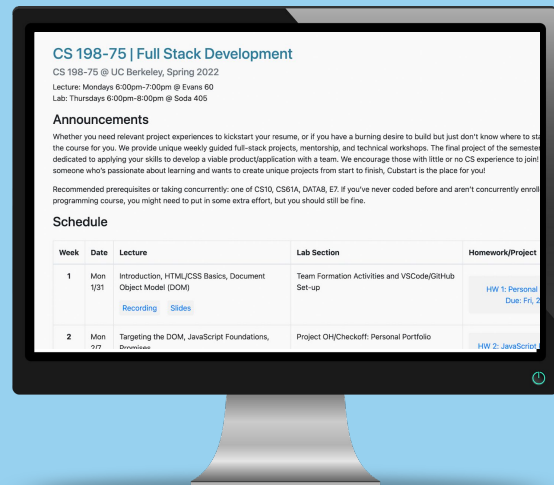 CS 198-75 | Full Stack Development
CS 198-75 @ UC Berkeley, Spring 2022
Lecture: Mondays 6:00pm-7:00pm @ Evans 60
Lab: Thursdays 6:00pm-8:00pm @ Soda 405
Announcements
Whether you need relevant project experiences to kickstart your resume, or if you have a burning desire to build but just don't know where to
the course for you. We provide unique weekly guided full-stack projects, mentorship, and technical workshops. The final project of the semester
dedicated to applying your skills to develop a viable product/application with a team. We encourage those with little or no CS experience to join!
someone who's passionate about learning and wants to create unique projects from start to finish, Cubstart is the place for you!
Recommended prerequisites or taking concurrently: one of CS10, CS61A, DATA8, E7. If you've never coded before and aren't concurrently
programming course, you might need to put in some extra effort, but you should still be fine.
Schedule
Week Date Lecture Lab Section Homework/Project
1 Mon Introduction, HTML/CSS Basics, Document Team Formation Activities and VSCode/GitHub
1/31 Object Model (DOM) Set-up HW 1: Personal
Recording Slides Due: Fri, 2
2 Mon Targeting the DOM, JavaScript Foundations, Project OH/Checkoff: Personal Portfolio
2/7 Promises HW 2: JavaScript